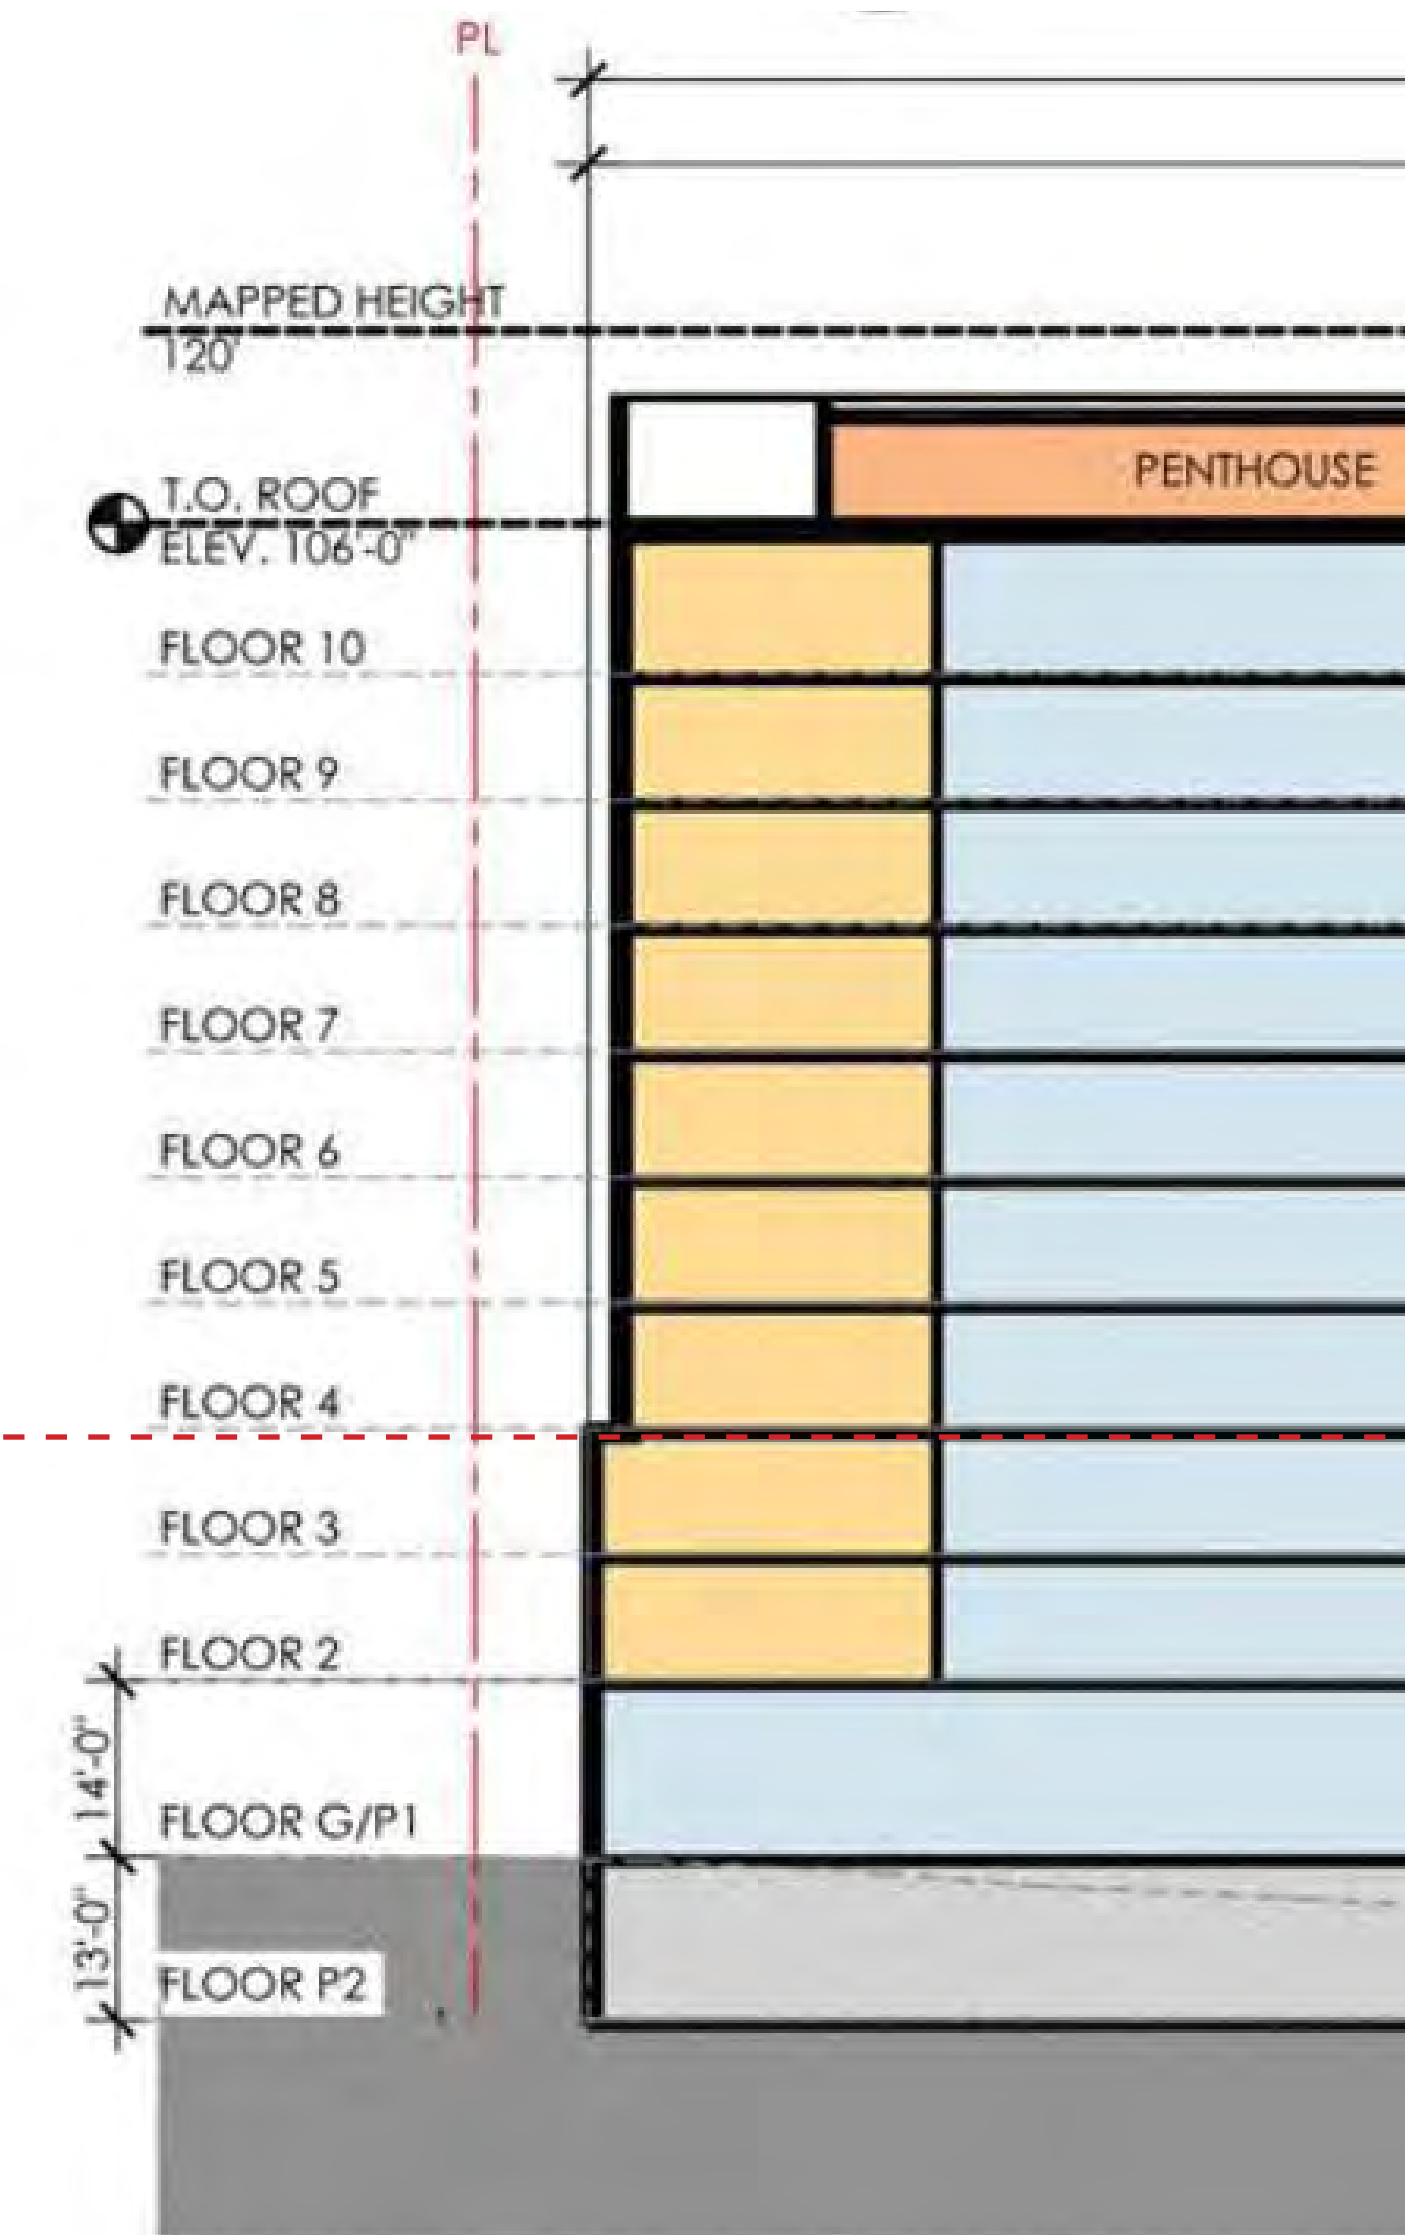 PL
MAPPED HEIGHT
120'
PENTHOUSE
T.O. ROOF
ELEV. 106'-0"
FLOOR 10
FLOOR 9
FLOOR 8
FLOOR 7
FLOOR 6
FLOOR 5
FLOOR 4
FLOOR 3
FLOOR 2
14'-0"
FLOOR G/P1
13'-0"
FLOOR P2